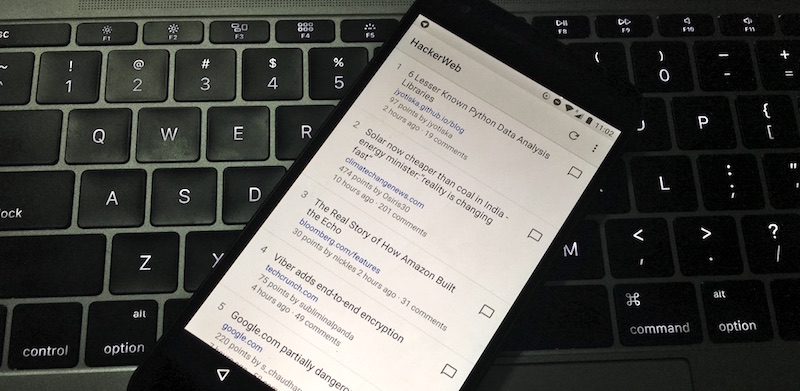 esc
F1
F2
F3
F4
F5
F8
F9
F10
F11
F12
!
1
@
2
#
3
$
4
%
5
)
0
_
-
+
=
Q
W
E
R
P
{
[
}
]
A
S
D
:
;
"
'
lock
Z
M
<
,
>
.
?
/
alt
control
option
⌘
command
alt
option
11:02
HackerWeb
1
6 Lesser Known Python Data Analysis
Libraries
jyotiska.github.io/blog
97 points by jyotiska
2 hours ago · 19 comments
2
Solar now cheaper than coal in India -
energy minister:"reality is changing
fast"
climatechangenews.com
474 points by Osiris30
10 hours ago · 201 comments
3
The Real Story of How Amazon Built
the Echo
bloomberg.com/features
30 points by nickles 2 hours ago · 31 comments
4
Viber adds end-to-end encryption
techcrunch.com
75 points by subliminalpanda
4 hours ago · 49 comments
5
Google.com partially dangerous
google.com
220 points by s_chaudhar